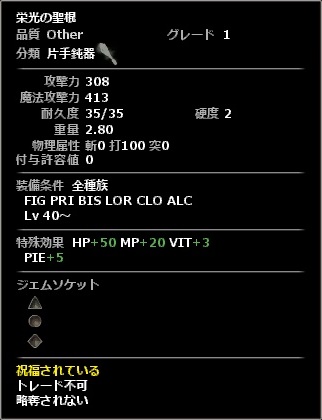 栄光の聖棍
品質 Other グレード 1
分類 片手鈍器
攻撃力 308
魔法攻撃力 413
耐久度 35/35 硬度 2
重量 2.80
物理属性 斬0 打100 突0
付与許容値 0
装備条件 全種族
FIG PRI BIS LOR CLO ALC
Lv 40～
特殊効果 HP+50 MP+20 VIT+3
PIE+5
ジェムソケット
祝福されている
トレード不可
略奪されない